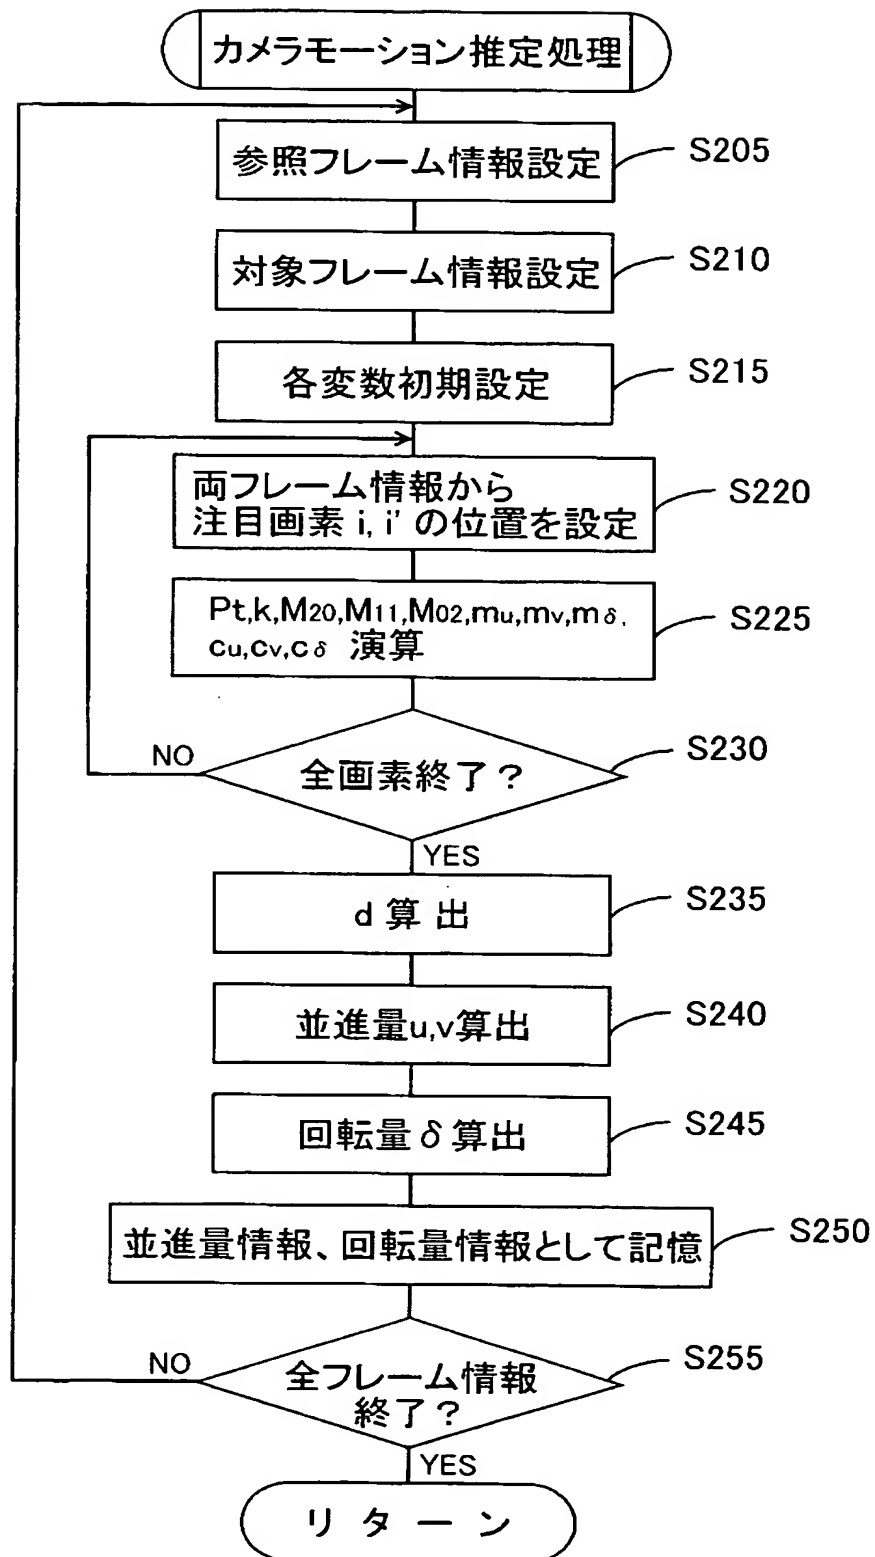 カメラモーション推定処理
参照フレーム情報設定
S205
対象フレーム情報設定
S210
各変数初期設定
S215
両フレーム情報から
注目画素 i, i' の位置を設定
S220
Pt,k,M20,M11,M02,mu,mv,mδ,
cu,cv,cδ 演算
S225
全画素終了？
S230
NO
YES
d 算 出
S235
並進量u,v算出
S240
回転量δ算出
S245
並進量情報、回転量情報として記憶
S250
全フレーム情報
終了？
S255
NO
YES
リ タ ー ン